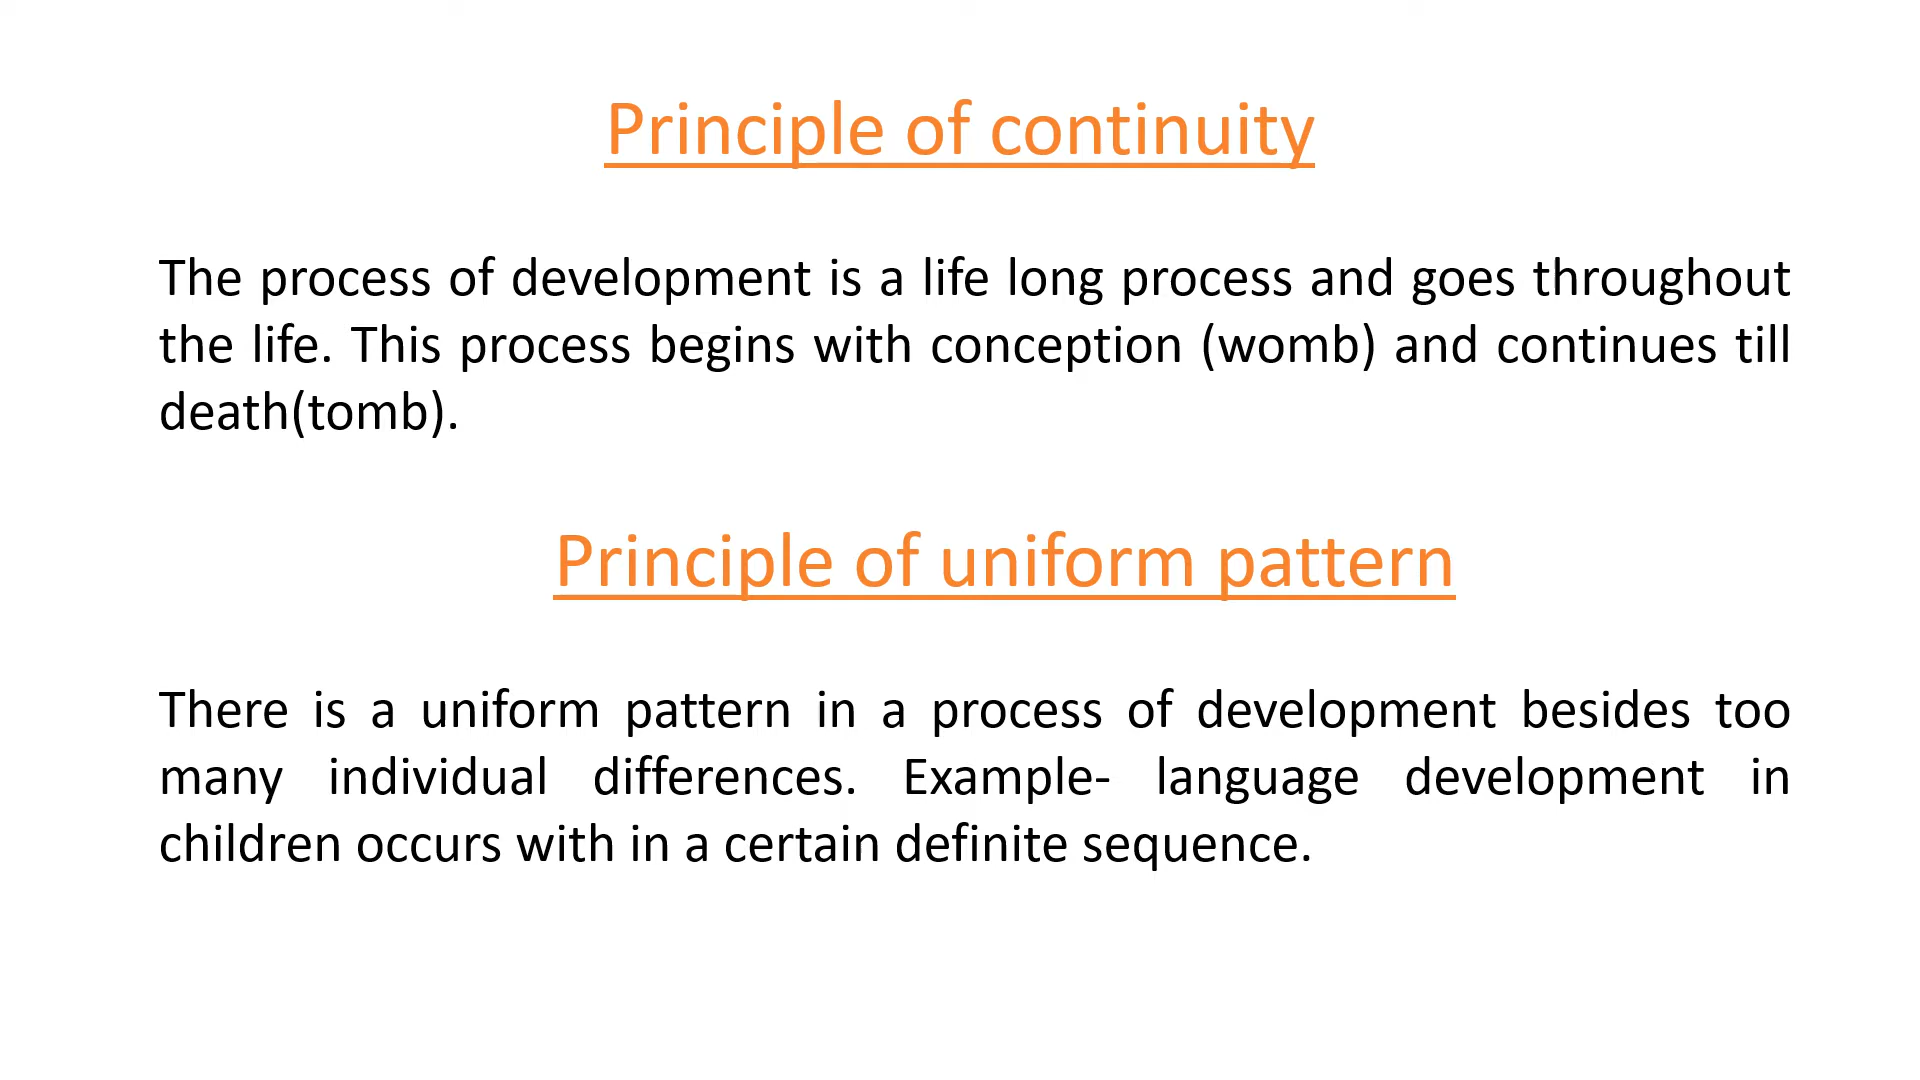 Principle of continuity
The process of development is a life long process and goes throughout
the life. This process begins with conception (womb) and continues till
death(tomb).
Principle of uniform pattern
There is a uniform pattern in a process of development besides too
many individual differences. Example- language development in
children occurs with in a certain definite sequence.